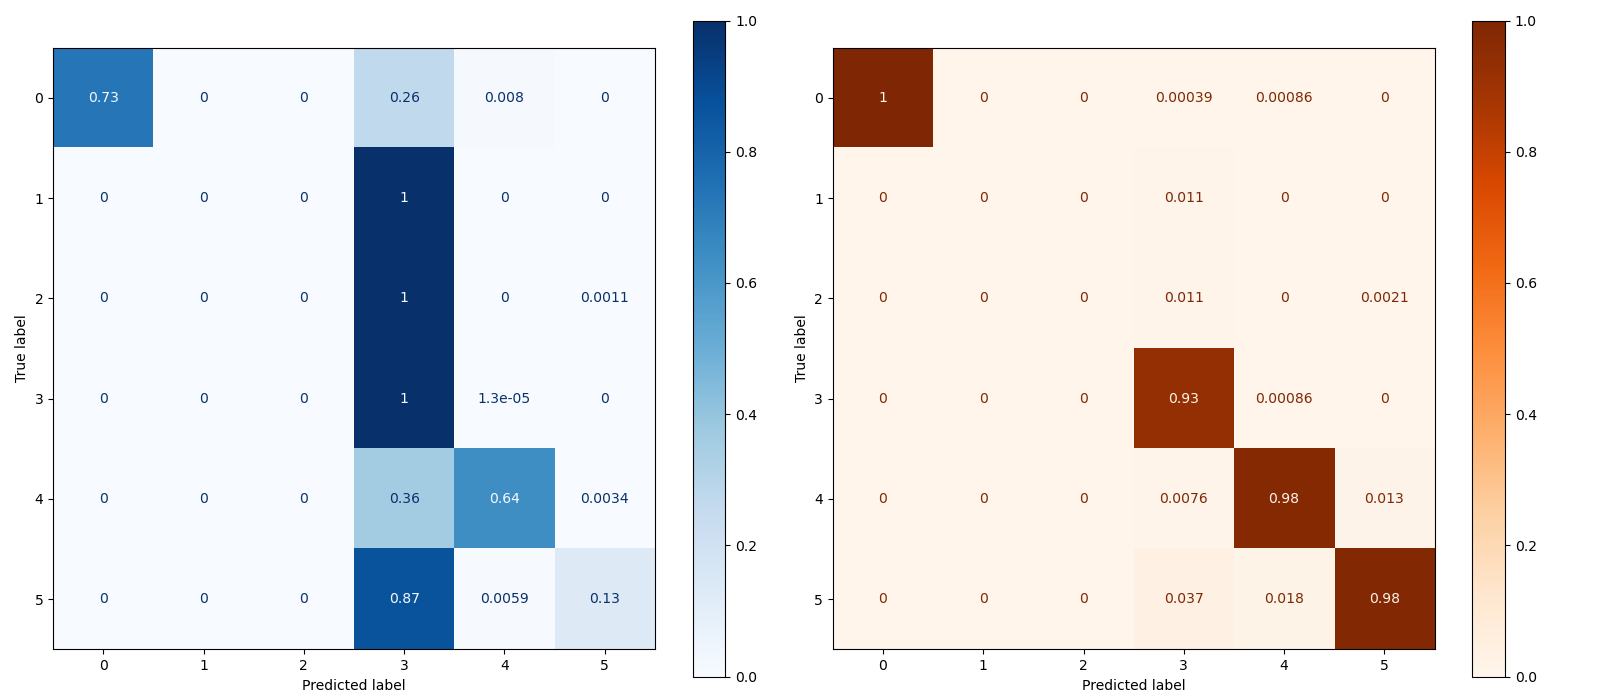 1.0
0.8
0.6
0.4
0.2
0.0
0 0.73 0 0 0.26 0.008 0
1 0 0 0 1 0 0
2 0 0 0 1 0 0.0011
3 0 0 0 1 1.3e-05 0
4 0 0 0 0.36 0.64 0.0034
5 0 0 0 0.87 0.0059 0.13
0 1 2 3 4 5
True label
Predicted label
1.0
0.8
0.6
0.4
0.2
0.0
0 1 0 0 0.00039 0.00086 0
1 0 0 0 0.011 0 0
2 0 0 0 0.011 0 0.0021
3 0 0 0 0.93 0.00086 0
4 0 0 0 0.0076 0.98 0.013
5 0 0 0 0.037 0.018 0.98
0 1 2 3 4 5
True label
Predicted label